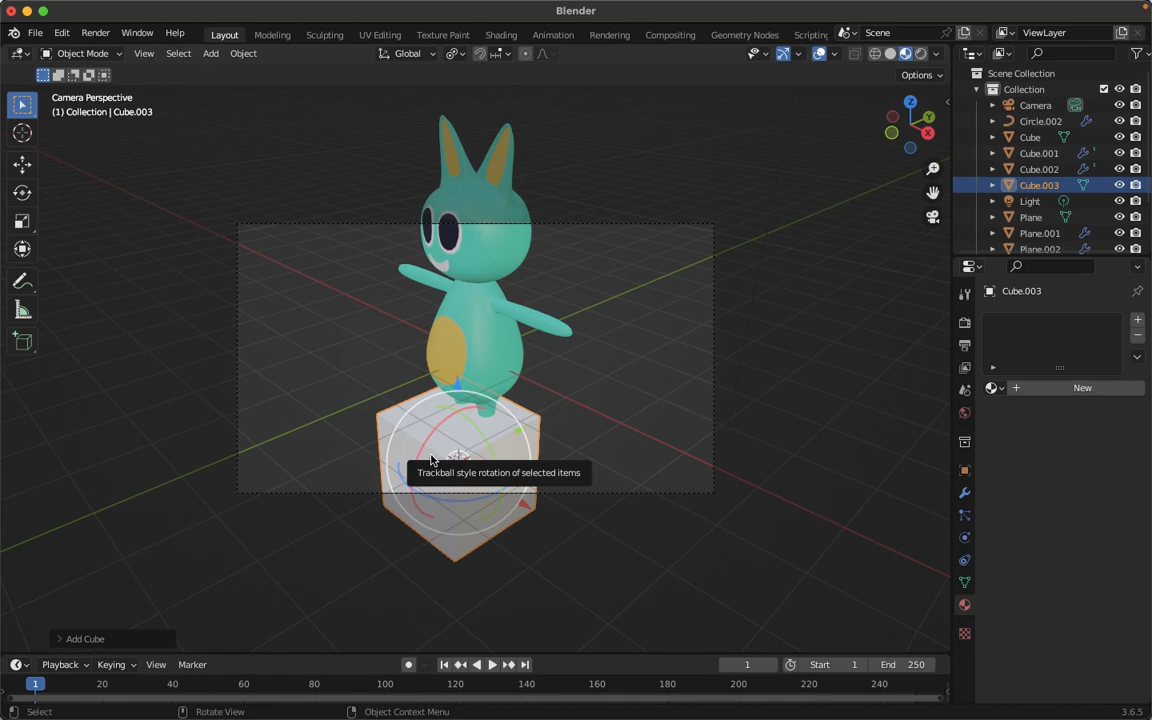 Blender
File Edit Render Window Help Layout Modeling Sculpting UV Editing Texture Paint Shading Animation Rendering Compositing Geometry Nodes Scripting Scene ViewLayer
Object Mode View Select Add Object Global
Options
Camera Perspective
(1) Collection | Cube.003
Z
Y
X
Scene Collection
Collection
Camera
Circle.002
Cube
Cube.001
Cube.002
Cube.003
Light
Plane
Plane.001
Plane.002
Cube.003
New
Trackball style rotation of selected items
Add Cube
Playback Keying View Marker 1 Start 1 End 250
1 20 40 60 80 100 120 140 160 180 200 220 240
Select Rotate View Object Context Menu 3.6.5